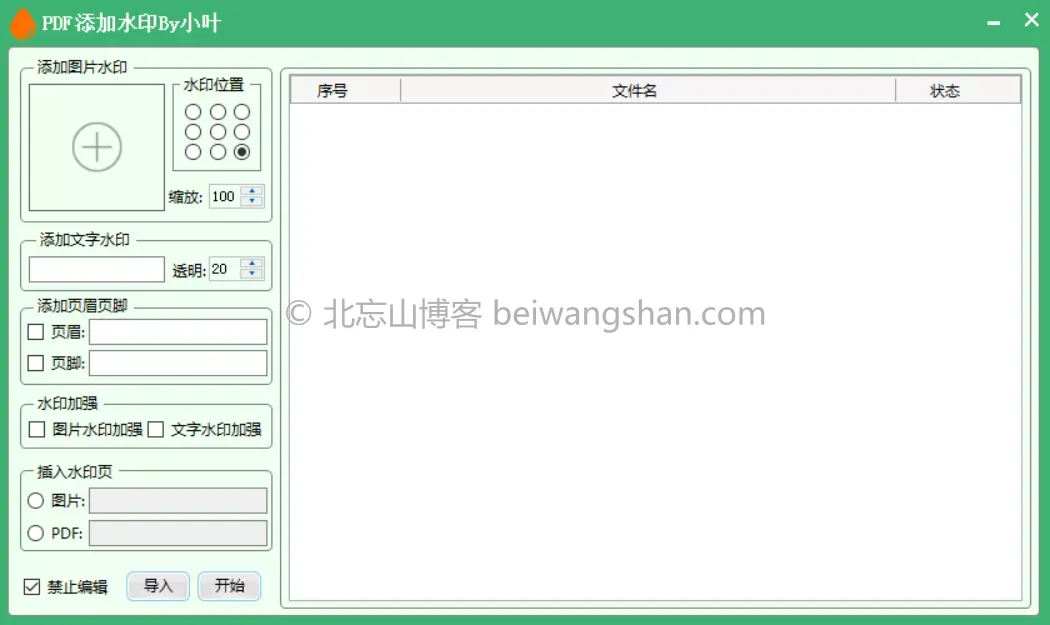 PDF添加水印By小叶
添加图片水印
水印位置
缩放: 100
添加文字水印
透明: 20
添加页眉页脚
页眉:
页脚:
水印加强
图片水印加强 文字水印加强
插入水印页
图片:
PDF:
禁止编辑 导入 开始
序号 文件名 状态
© 北忘山博客 beiwangshan.com